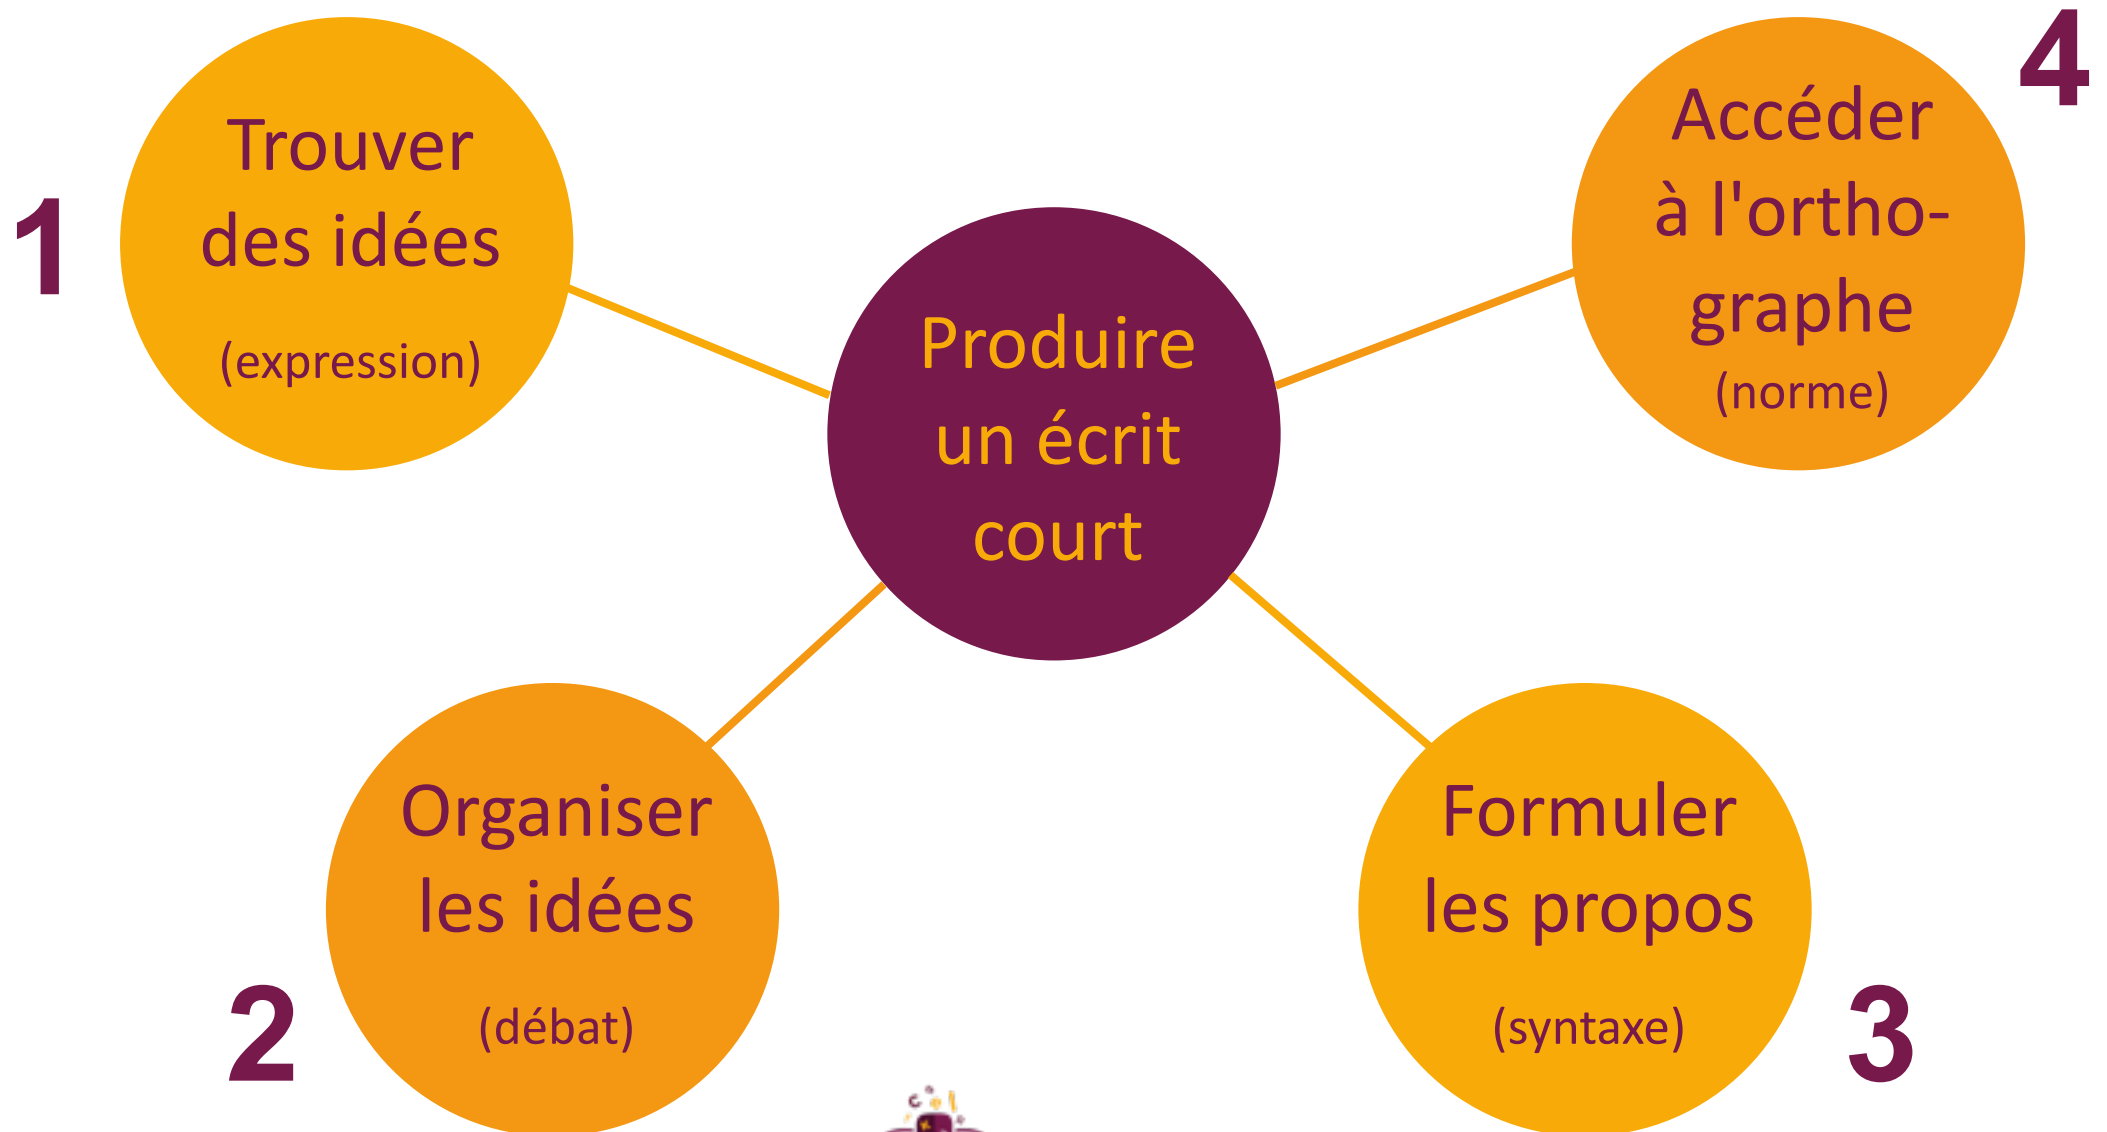 1
Trouver
des idées
(expression)
2
Organiser
les idées
(débat)
Produire
un écrit
court
3
Formuler
les propos
(syntaxe)
4
Accéder
à l'ortho-
graphe
(norme)